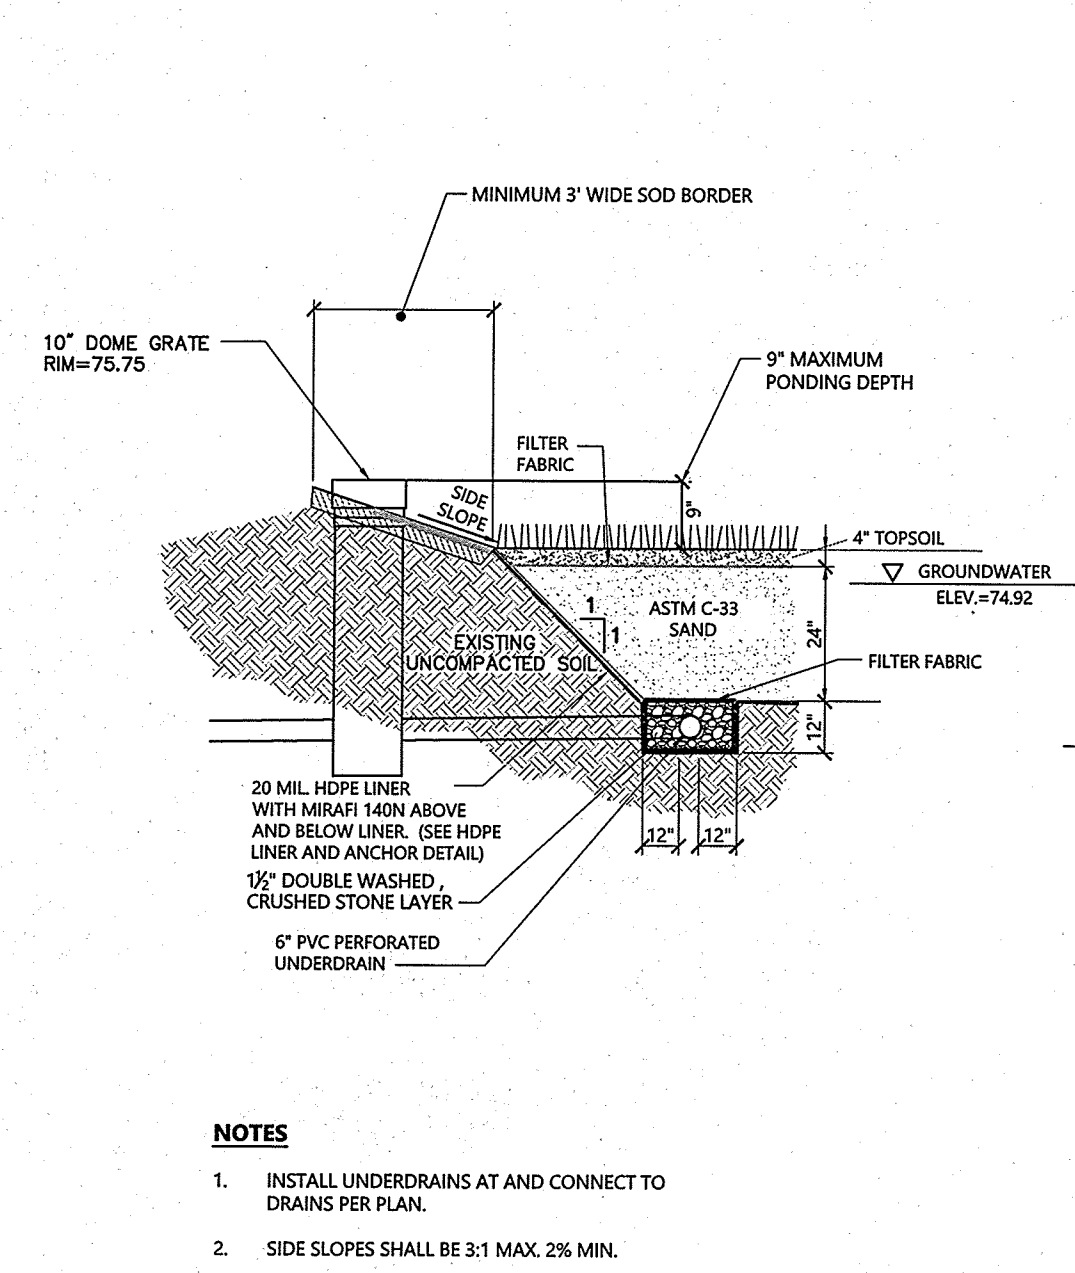 MINIMUM 3' WIDE SOD BORDER
10" DOME GRATE
RIM=75.75
9" MAXIMUM
PONDING DEPTH
FILTER
FABRIC
SIDE
SLOPE
9"
4" TOPSOIL
GROUNDWATER
ELEV.=74.92
1
1
ASTM C-33
SAND
24"
EXISTING
UNCOMPACTED SOIL
FILTER FABRIC
12"
20 MIL. HDPE LINER
WITH MIRAFI 140N ABOVE
AND BELOW LINER. (SEE HDPE
LINER AND ANCHOR DETAIL)
12"
12"
1½" DOUBLE WASHED,
CRUSHED STONE LAYER
6" PVC PERFORATED
UNDERDRAIN
NOTES
1. INSTALL UNDERDRAINS AT AND CONNECT TO
DRAINS PER PLAN.
2. SIDE SLOPES SHALL BE 3:1 MAX. 2% MIN.